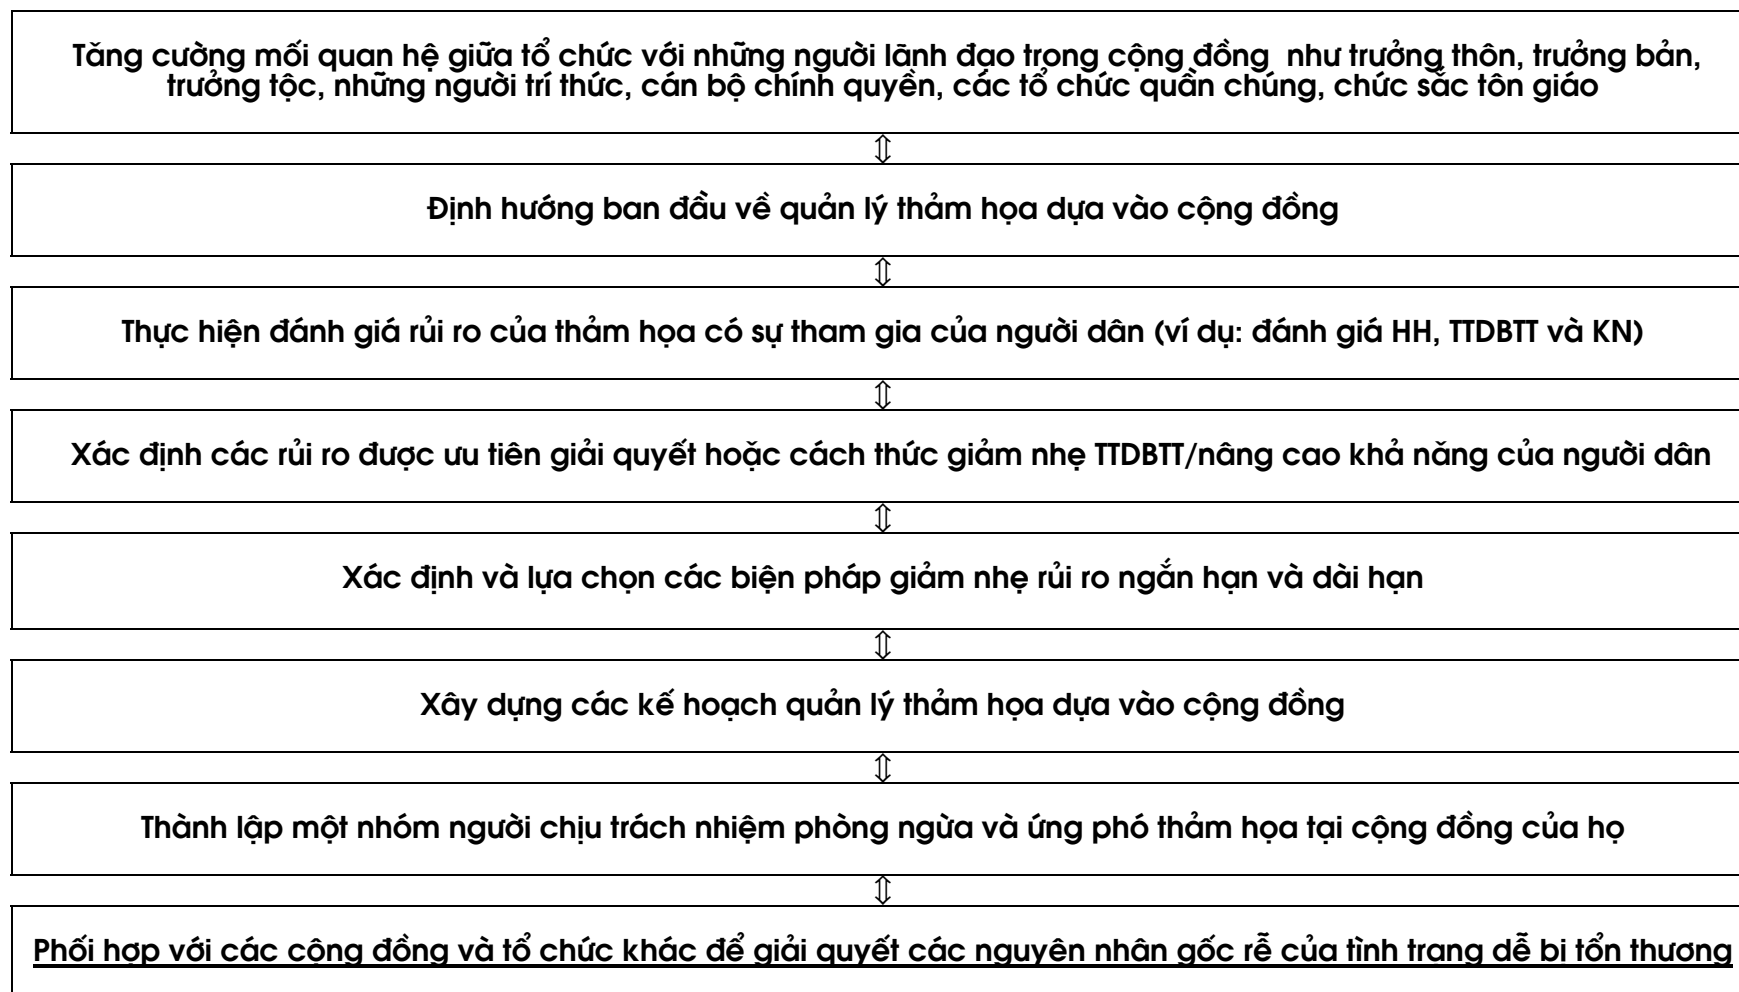 Tăng cường mối quan hệ giữa tổ chức với những người lãnh đạo trong cộng đồng như trưởng thôn, trưởng bản,
trưởng tộc, những người trí thức, cán bộ chính quyền, các tổ chức quần chúng, chức sắc tôn giáo
⇕
Định hướng ban đầu về quản lý thảm họa dựa vào cộng đồng
⇕
Thực hiện đánh giá rủi ro của thảm họa có sự tham gia của người dân (ví dụ: đánh giá HH, TTDBTT và KN)
⇕
Xác định các rủi ro được ưu tiên giải quyết hoặc cách thức giảm nhẹ TTDBTT/nâng cao khả năng của người dân
⇕
Xác định và lựa chọn các biện pháp giảm nhẹ rủi ro ngắn hạn và dài hạn
⇕
Xây dựng các kế hoạch quản lý thảm họa dựa vào cộng đồng
⇕
Thành lập một nhóm người chịu trách nhiệm phòng ngừa và ứng phó thảm họa tại cộng đồng của họ
⇕
Phối hợp với các cộng đồng và tổ chức khác để giải quyết các nguyên nhân gốc rễ của tình trạng dễ bị tổn thương